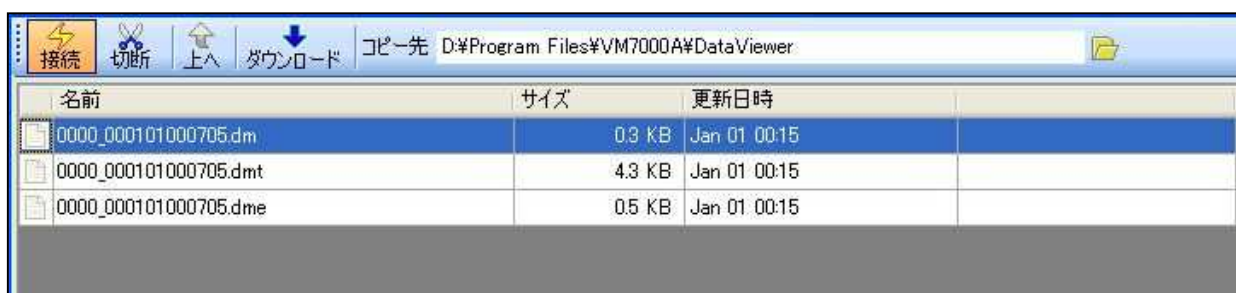 接続 切断 上へ ダウンロード コピー先 D:¥Program Files¥VM7000A¥DataViewer
名前 サイズ 更新日時
0000_000101000705.dm 0.3 KB Jan 01 00:15
0000_000101000705.dmt 4.3 KB Jan 01 00:15
0000_000101000705.dme 0.5 KB Jan 01 00:15